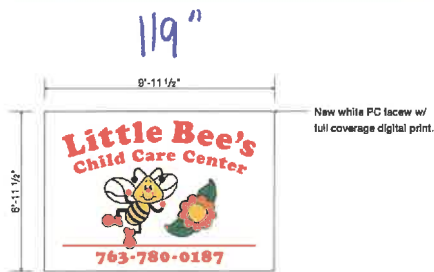 119"
9'-11 1/2"
New white PC facew w/
full coverage digital print.
6'-11 1/2"
Little Bee's
Child Care Center
763-780-0187